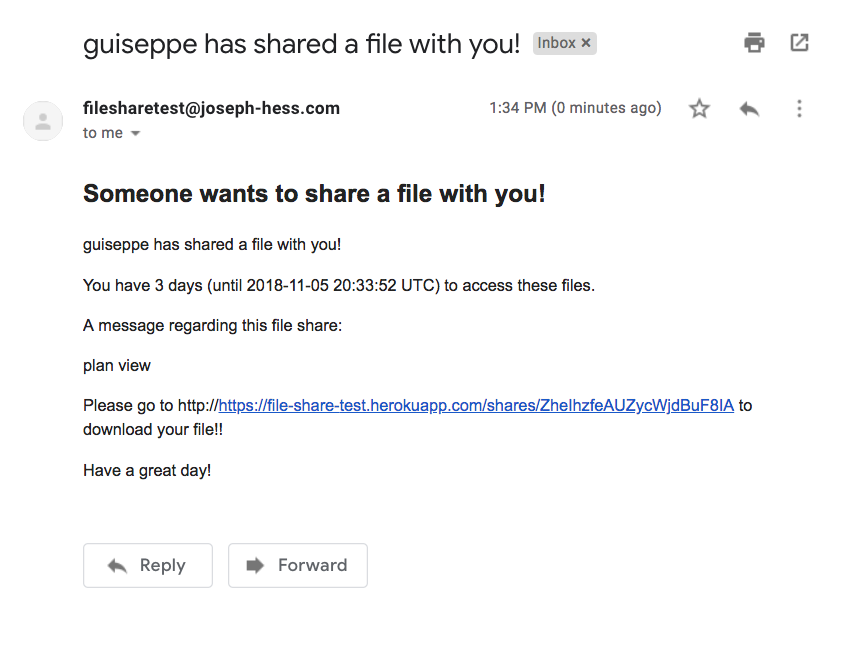 guiseppe has shared a file with you! Inbox ×
filesharetest@joseph-hess.com 1:34 PM (0 minutes ago)
to me
Someone wants to share a file with you!
guiseppe has shared a file with you!
You have 3 days (until 2018-11-05 20:33:52 UTC) to access these files.
A message regarding this file share:
plan view
Please go to http://https://file-share-test.herokuapp.com/shares/ZheIhzfeAUZycWjdBuF8IA to
download your file!!
Have a great day!
Reply Forward